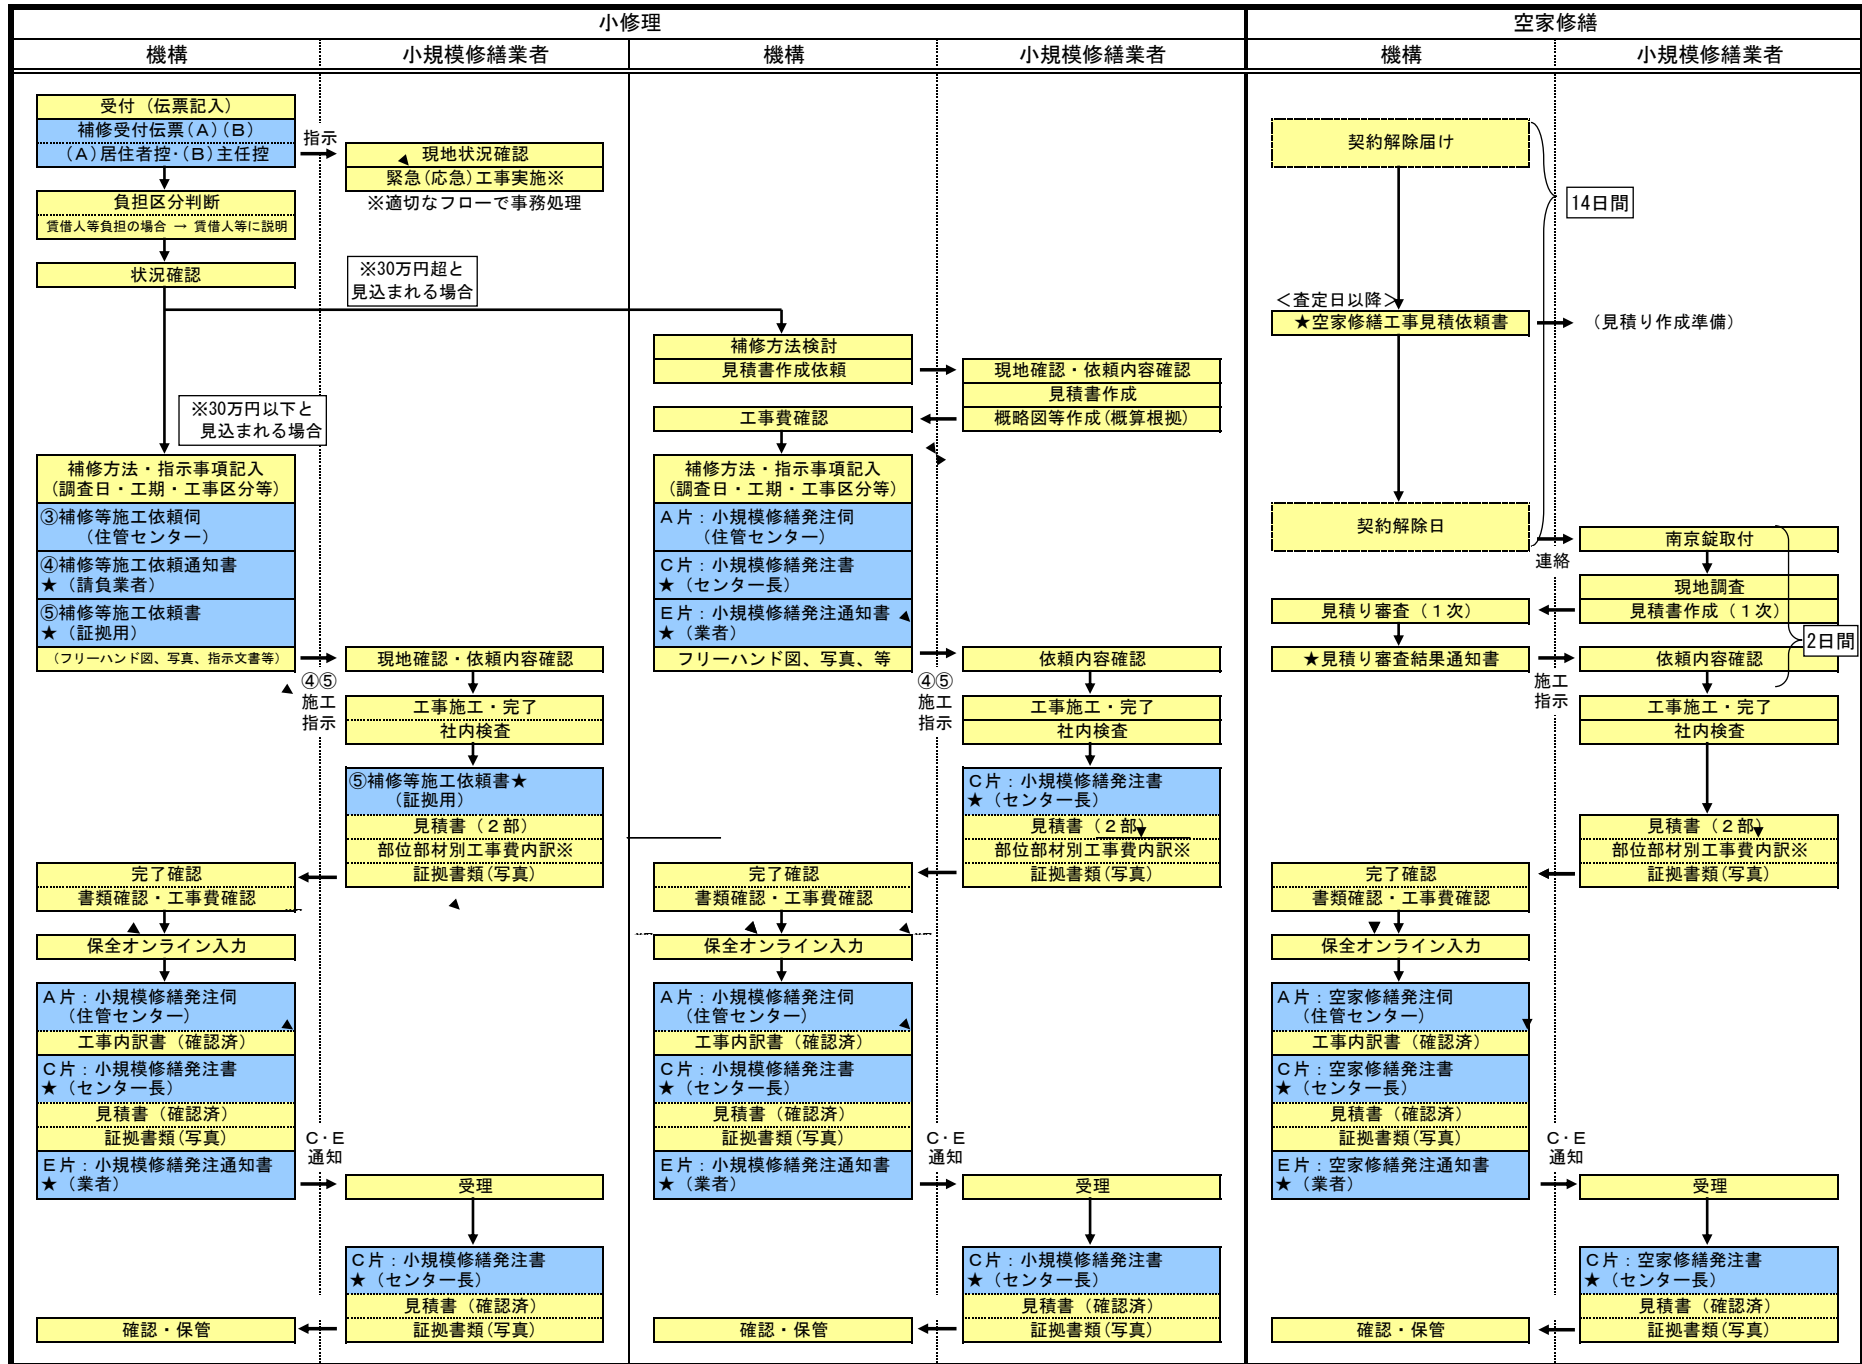 小修理
空家修繕
機構
小規模修繕業者
機構
小規模修繕業者
機構
小規模修繕業者
受付（伝票記入）
補修受付伝票(A)(B)
(A)居住者控・(B)主任控
指示
現地状況確認
緊急(応急)工事実施※
※適切なフローで事務処理
負担区分判断
賃借人等負担の場合 → 賃借人等に説明
状況確認
※30万円超と
見込まれる場合
※30万円以下と
見込まれる場合
補修方法・指示事項記入
(調査日・工期・工事区分等)
③補修等施工依頼伺
（住管センター）
④補修等施工依頼通知書
★（請負業者）
⑤補修等施工依頼書
★（証拠用）
（フリーハンド図、写真、指示文書等）
④⑤
施工
指示
現地確認・依頼内容確認
工事施工・完了
社内検査
⑤補修等施工依頼書★
（証拠用）
見積書（２部）
部位部材別工事費内訳※
証拠書類(写真)
完了確認
書類確認・工事費確認
保全オンライン入力
A片：小規模修繕発注伺
（住管センター）
工事内訳書（確認済）
C片：小規模修繕発注書
★（センター長）
見積書（確認済）
証拠書類(写真)
E片：小規模修繕発注通知書
★（業者）
C・E
通知
受理
C片：小規模修繕発注書
★（センター長）
見積書（確認済）
証拠書類(写真)
確認・保管
補修方法検討
見積書作成依頼
現地確認・依頼内容確認
見積書作成
概略図等作成(概算根拠)
工事費確認
補修方法・指示事項記入
(調査日・工期・工事区分等)
A片：小規模修繕発注伺
（住管センター）
C片：小規模修繕発注書
★（センター長）
E片：小規模修繕発注通知書
★（業者）
フリーハンド図、写真、等
④⑤
施工
指示
依頼内容確認
工事施工・完了
社内検査
C片：小規模修繕発注書
★（センター長）
見積書（２部）
部位部材別工事費内訳※
証拠書類(写真)
完了確認
書類確認・工事費確認
保全オンライン入力
A片：小規模修繕発注伺
（住管センター）
工事内訳書（確認済）
C片：小規模修繕発注書
★（センター長）
見積書（確認済）
証拠書類(写真)
E片：小規模修繕発注通知書
★（業者）
C・E
通知
受理
C片：小規模修繕発注書
★（センター長）
見積書（確認済）
証拠書類(写真)
確認・保管
契約解除届け
14日間
＜査定日以降＞
★空家修繕工事見積依頼書
（見積り作成準備）
契約解除日
連絡
南京錠取付
現地調査
見積書作成（１次）
見積り審査（１次）
2日間
★見積り審査結果通知書
施工
指示
依頼内容確認
工事施工・完了
社内検査
見積書（２部）
部位部材別工事費内訳※
証拠書類(写真)
完了確認
書類確認・工事費確認
保全オンライン入力
A片：空家修繕発注伺
（住管センター）
工事内訳書（確認済）
C片：空家修繕発注書
★（センター長）
見積書（確認済）
証拠書類(写真)
E片：空家修繕発注通知書
★（業者）
C・E
通知
受理
C片：空家修繕発注書
★（センター長）
見積書（確認済）
証拠書類(写真)
確認・保管